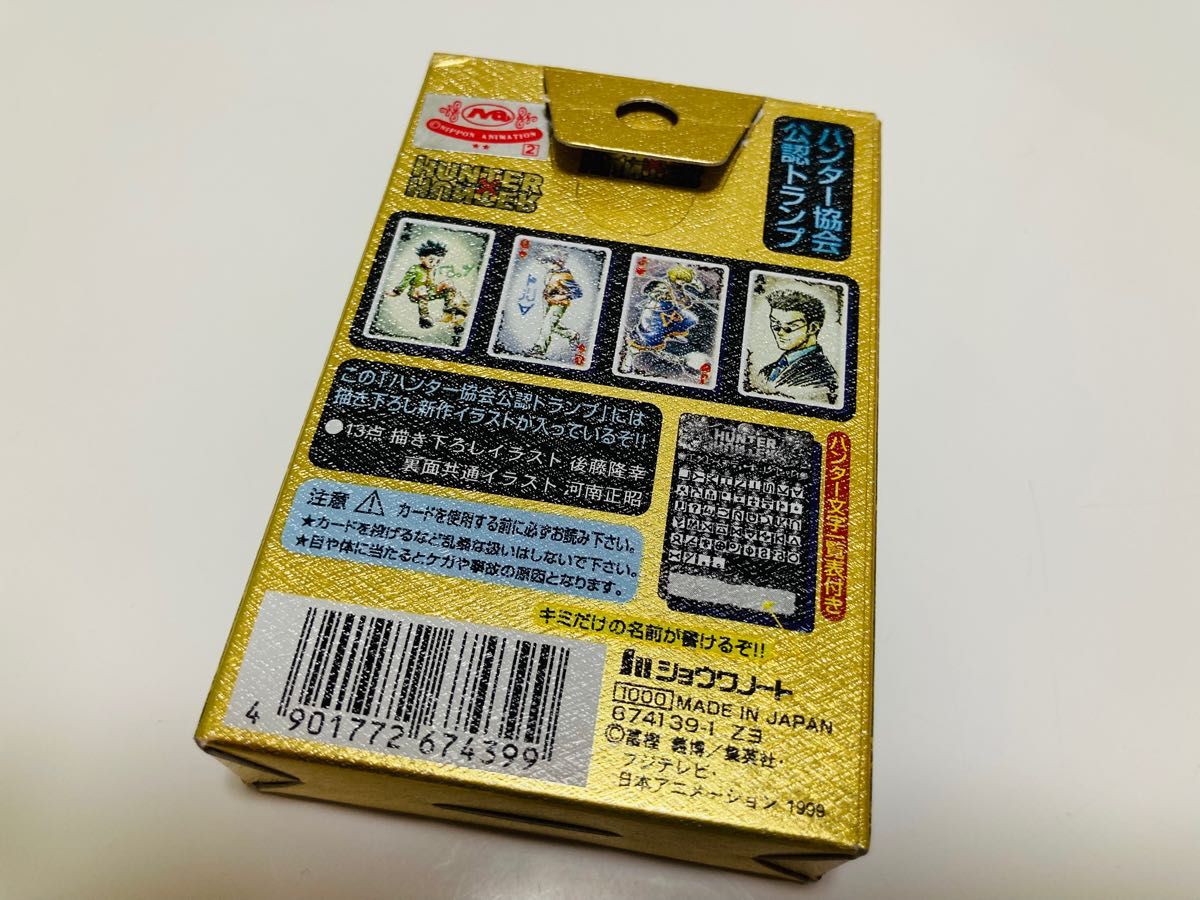 NIPPON ANIMATION
2
HUNTER
×
HUNTER
ハンター協会
公認トランプ
この「ハンター協会公認トランプ」には
描き下ろし新作イラストが入っているぞ!!
●13点 描き下ろしイラスト 後藤隆幸
裏面共通イラスト 河南正昭
注意 カードを使用する前に必ずお読み下さい。
★カードを投げるなど乱暴な扱いはしないで下さい。
★目や体に当たるとケガや事故の原因となります。
HUNTER
ハンター文字一覧表付き
キミだけの名前が書けるぞ!!
ショウワノート
1000 MADE IN JAPAN
674139-1 Z3
©冨樫 義博/集英社・
フジテレビ・
日本アニメーション 1999
4 901772 674399